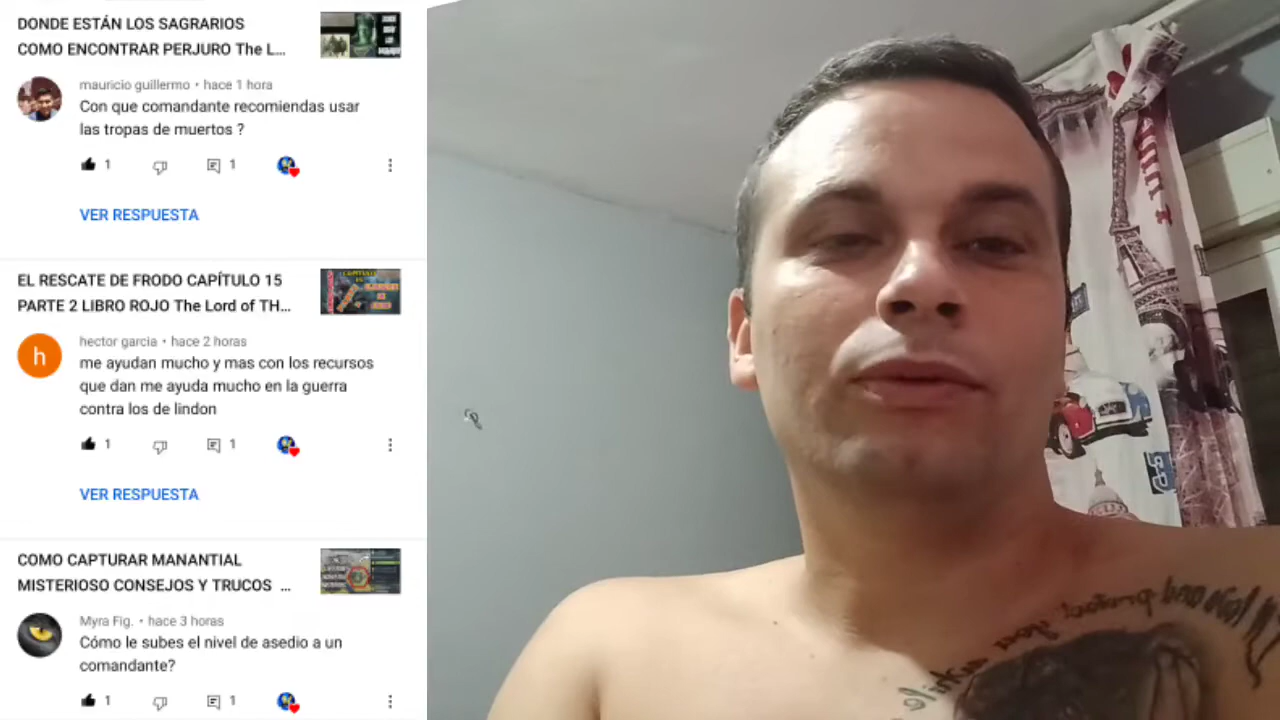 DONDE ESTÁN LOS SAGRARIOS
COMO ENCONTRAR PERJURO The L...
mauricio guillermo • hace 1 hora
Con que comandante recomiendas usar
las tropas de muertos ?
1
1
VER RESPUESTA
EL RESCATE DE FRODO CAPÍTULO 15
PARTE 2 LIBRO ROJO The Lord of TH...
h
hector garcia • hace 2 horas
me ayudan mucho y mas con los recursos
que dan me ayuda mucho en la guerra
contra los de lindon
1
1
VER RESPUESTA
COMO CAPTURAR MANANTIAL
MISTERIOSO CONSEJOS Y TRUCOS ...
Myra Fig. • hace 3 horas
Cómo le subes el nivel de asedio a un
comandante?
1
1